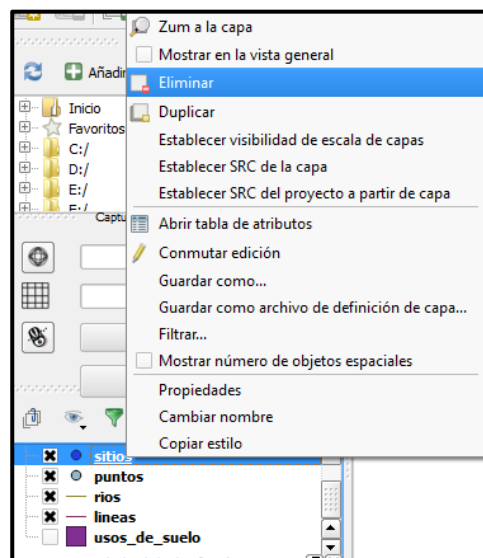 Zum a la capa
Mostrar en la vista general
Eliminar
Duplicar
Establecer visibilidad de escala de capas
Establecer SRC de la capa
Establecer SRC del proyecto a partir de capa
Abrir tabla de atributos
Conmutar edición
Guardar como...
Guardar como archivo de definición de capa...
Filtrar...
Mostrar número de objetos espaciales
Propiedades
Cambiar nombre
Copiar estilo
Añadir
Inicio
Favoritos
C:/
D:/
E:/
Captu
sitios
puntos
rios
lineas
usos_de_suelo